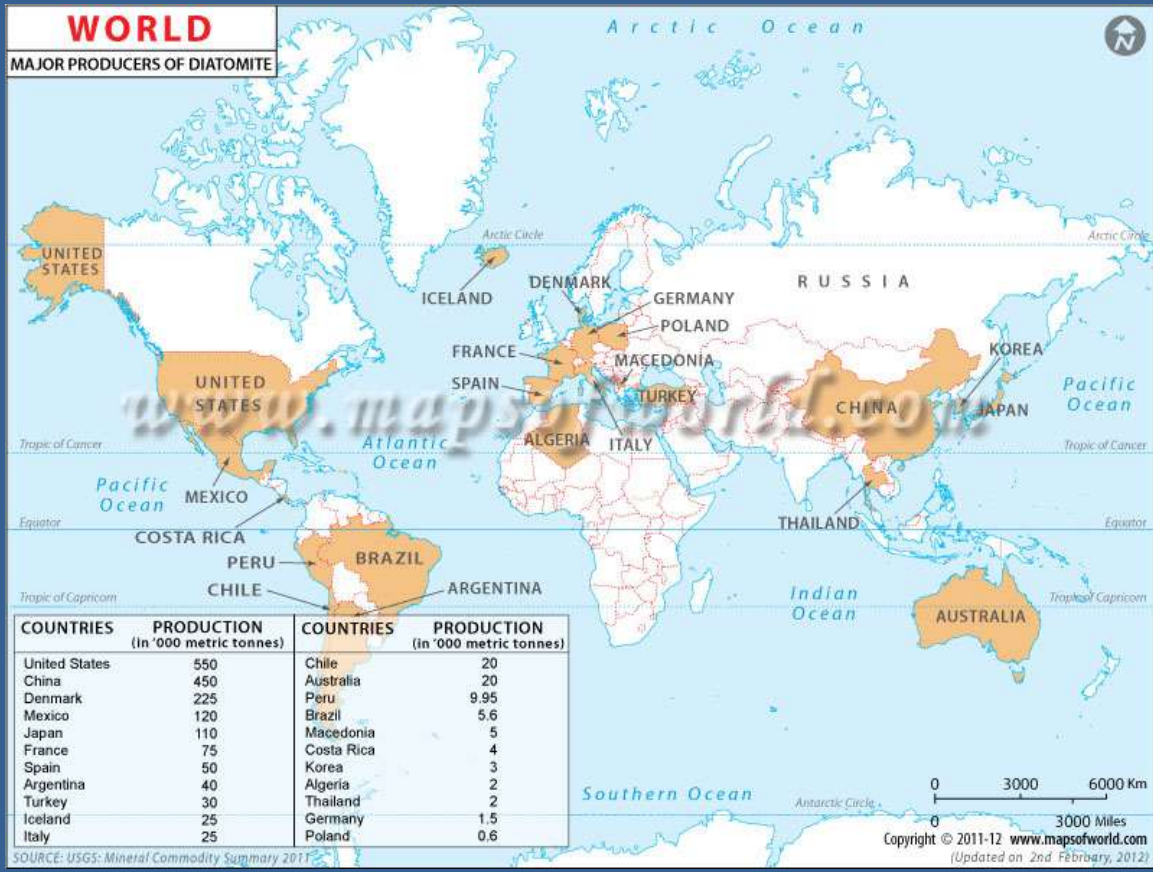 WORLD
MAJOR PRODUCERS OF DIATOMITE
Arctic Ocean
N
Arctic Circle
Arctic Circle
UNITED
STATES
ICELAND
DENMARK
GERMANY
POLAND
RUSSIA
FRANCE
MACEDONIA
KOREA
SPAIN
TURKEY
UNITED
STATES
www.mapsofworld.com
CHINA
JAPAN
Pacific
Ocean
ALGERIA
ITALY
Tropic of Cancer
Atlantic
Ocean
Tropic of Cancer
Pacific
Ocean
MEXICO
THAILAND
Equator
Equator
COSTA RICA
PERU
BRAZIL
CHILE
ARGENTINA
Indian
Ocean
Tropic of Capricorn
Tropic of Capricorn
AUSTRALIA
COUNTRIES PRODUCTION COUNTRIES PRODUCTION
(in '000 metric tonnes) (in '000 metric tonnes)
United States 550 Chile 20
China 450 Australia 20
Denmark 225 Peru 9.95
Mexico 120 Brazil 5.6
Japan 110 Macedonia 5
France 75 Costa Rica 4
Spain 50 Korea 3
Argentina 40 Algeria 2
Turkey 30 Thailand 2
Iceland 25 Germany 1.5
Italy 25 Poland 0.6
Southern Ocean
Antarctic Circle
0 3000 6000 Km
0 3000 Miles
Copyright © 2011-12 www.mapsofworld.com
(Updated on 2nd February, 2012)
SOURCE: USGS: Mineral Commodity Summary 2011